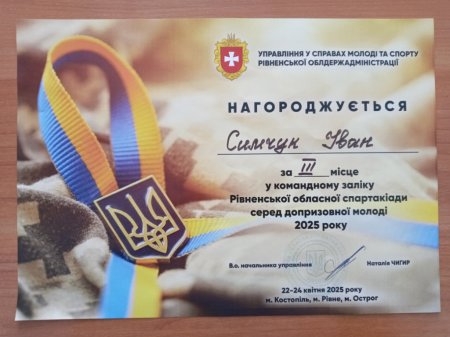 УПРАВЛІННЯ У СПРАВАХ МОЛОДІ ТА СПОРТУ
РІВНЕНСЬКОЇ ОБЛДЕРЖАДМІНІСТРАЦІЇ
НАГОРОДЖУЄТЬСЯ
Симчук Іван
за III місце
у командному заліку
Рівненської обласної спартакіади
серед допризовної молоді
2025 року
В.о. начальника управління Наталія ЧИГИР
22-24 квітня 2025 року
м. Костопіль, м. Рівне, м. Острог